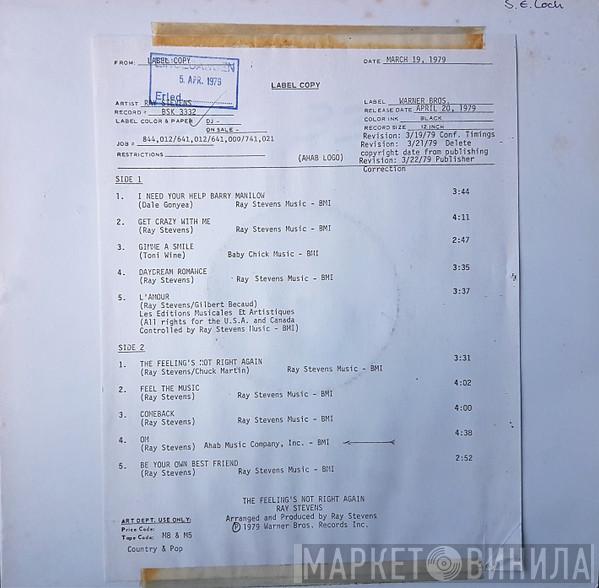 S.E. Loch
FROM: LABEL COPY
DATE MARCH 19, 1979
5. APR. 1979
Erled.
LABEL COPY
ARTIST RAY STEVENS
LABEL WARNER BROS.
RECORD # BSK 3332
RELEASE DATE APRIL 20, 1979
LABEL COLOR & PAPER DJ -
COLOR INK BLACK
ON SALE -
RECORD SIZE 12 INCH
JOB # 844,012/641,012/641,000/741,021
Revision: 3/19/79 Conf. Timings
Revision: 3/21/79 Delete
copyright date from publishing
RESTRICTIONS
(AHAB LOGO)
Revision: 3/22/79 Publisher
Correction
SIDE 1
1. I NEED YOUR HELP BARRY MANILOW 3:44
(Dale Gonyea) Ray Stevens Music - BMI
2. GET CRAZY WITH ME 4:11
(Ray Stevens) Ray Stevens Music - BMI
3. GIMME A SMILE 2:47
(Toni Wine) Baby Chick Music - BMI
4. DAYDREAM ROMANCE 3:35
(Ray Stevens) Ray Stevens Music - BMI
5. L'AMOUR 3:37
(Ray Stevens/Gilbert Becaud)
Les Editions Musicales Et Artistiques
(All rights for the U.S.A. and Canada
Controlled by Ray Stevens Music - BMI)
SIDE 2
1. THE FEELING'S NOT RIGHT AGAIN 3:31
(Ray Stevens/Chuck Martin) Ray Stevens Music - BMI
2. FEEL THE MUSIC 4:02
(Ray Stevens) Ray Stevens Music - BMI
3. COMEBACK 4:00
(Ray Stevens) Ray Stevens Music - BMI
4. OM 4:38
(Ray Stevens) Ahab Music Company, Inc. - BMI
5. BE YOUR OWN BEST FRIEND 2:52
(Ray Stevens) Ray Stevens Music - BMI
THE FEELING'S NOT RIGHT AGAIN
RAY STEVENS
Arranged and Produced by Ray Stevens
℗ 1979 Warner Bros. Records Inc.
ART DEPT. USE ONLY:
Price Code:
Tape Code: M8 & M5
Country & Pop
МАРКЕТ ВИНИЛА